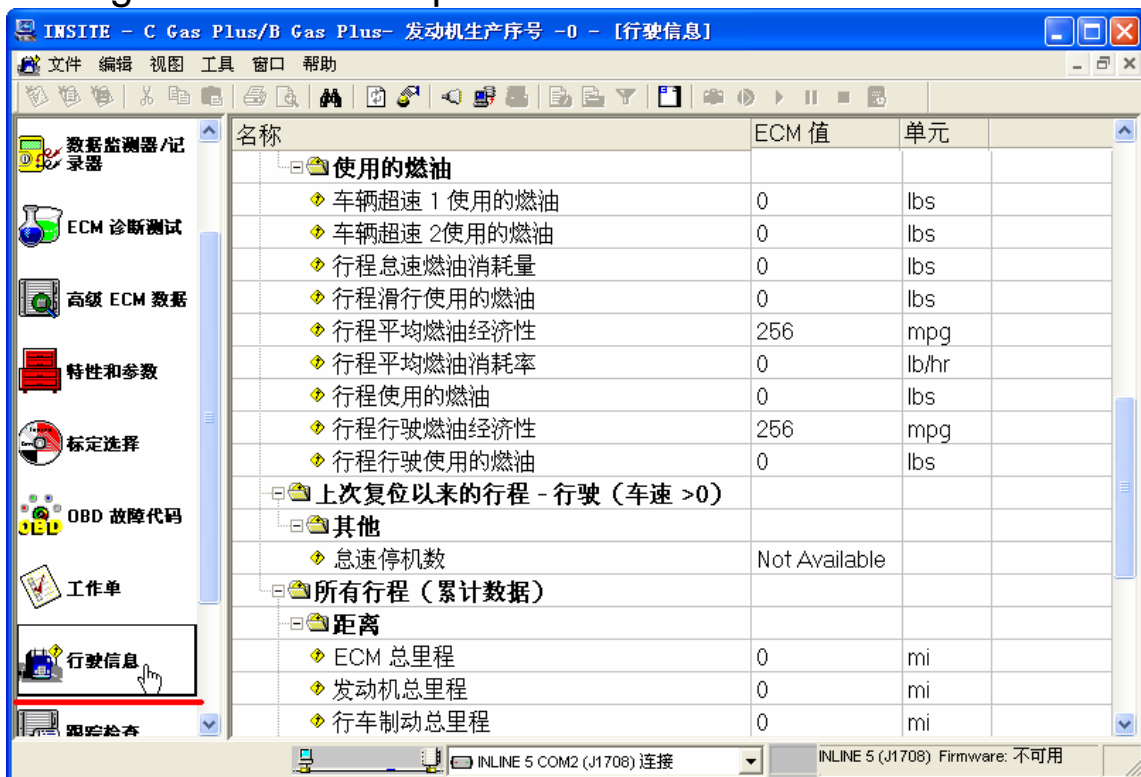 INSITE - C Gas Plus/B Gas Plus- 发动机生产序号 -0 - [行驶信息]
文件 编辑 视图 工具 窗口 帮助
数据监测器/记录器
ECM 诊断测试
高级 ECM 数据
特性和参数
标定选择
OBD 故障代码
工作单
行驶信息
跟踪检查
名称 ECM 值 单元
使用的燃油
车辆超速 1 使用的燃油 0 lbs
车辆超速 2使用的燃油 0 lbs
行程怠速燃油消耗量 0 lbs
行程滑行使用的燃油 0 lbs
行程平均燃油经济性 256 mpg
行程平均燃油消耗率 0 lb/hr
行程使用的燃油 0 lbs
行程行驶燃油经济性 256 mpg
行程行驶使用的燃油 0 lbs
上次复位以来的行程 - 行驶（车速 >0）
其他
怠速停机数 Not Available
所有行程（累计数据）
距离
ECM 总里程 0 mi
发动机总里程 0 mi
行车制动总里程 0 mi
INLINE 5 COM2 (J1708) 连接
INLINE 5 (J1708) Firmware: 不可用